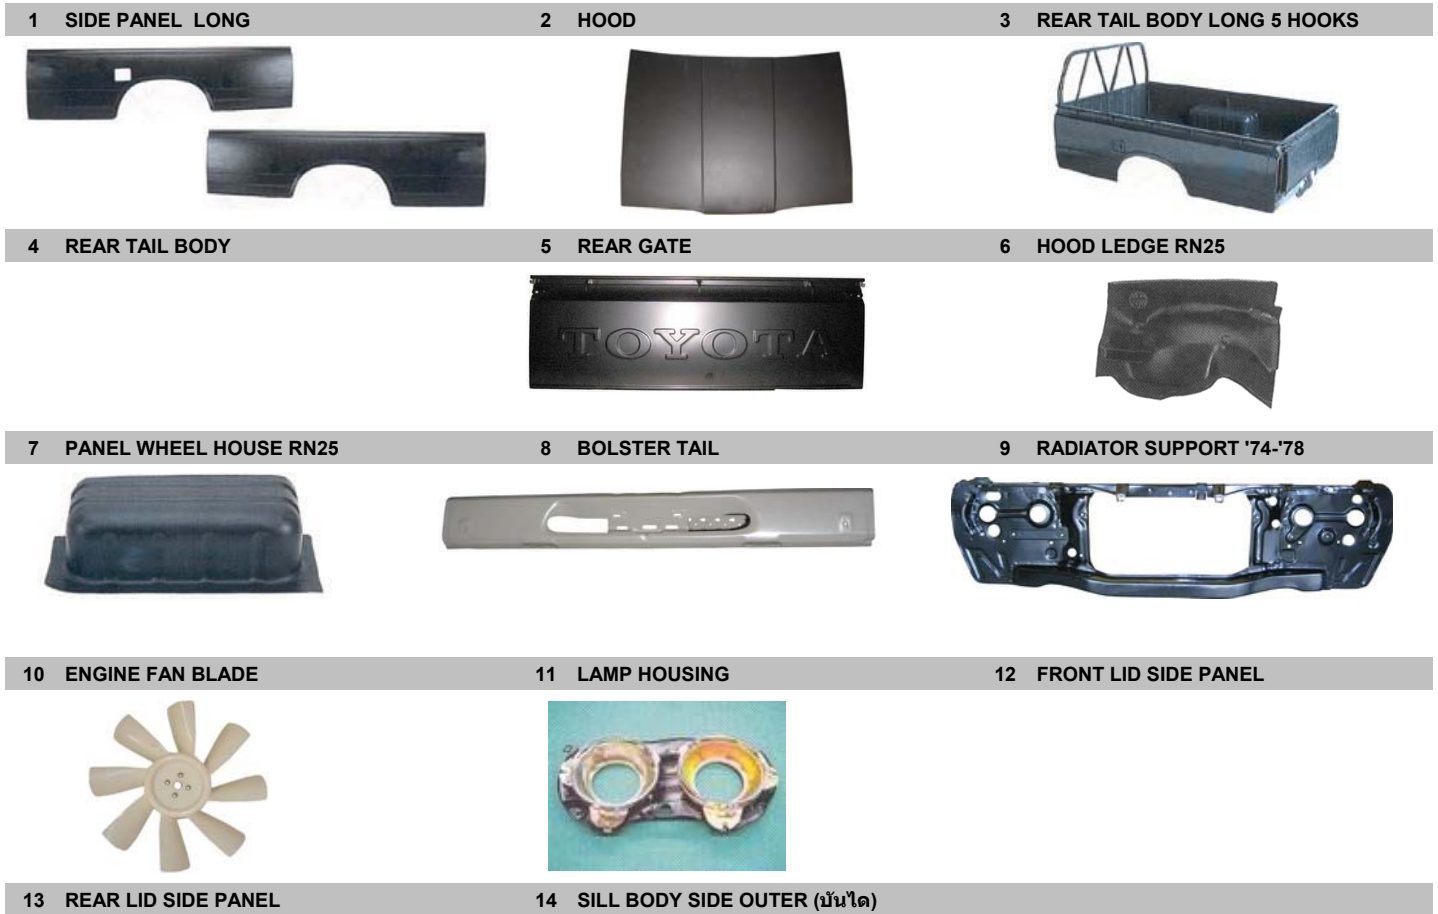 1 SIDE PANEL LONG 2 HOOD 3 REAR TAIL BODY LONG 5 HOOKS
4 REAR TAIL BODY 5 REAR GATE 6 HOOD LEDGE RN25
TOYOTA
7 PANEL WHEEL HOUSE RN25 8 BOLSTER TAIL 9 RADIATOR SUPPORT '74-'78
10 ENGINE FAN BLADE 11 LAMP HOUSING 12 FRONT LID SIDE PANEL
13 REAR LID SIDE PANEL 14 SILL BODY SIDE OUTER (บันได)